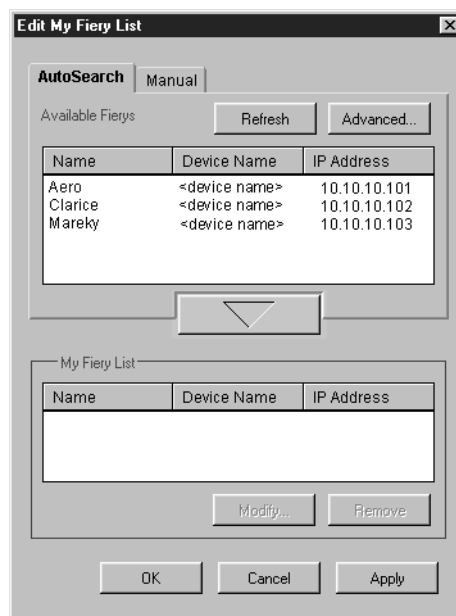 Edit My Fiery List
AutoSearch Manual
Available Fierys Refresh Advanced...
Name Device Name IP Address
Aero <device name> 10.10.10.101
Clarice <device name> 10.10.10.102
Mareky <device name> 10.10.10.103
My Fiery List
Name Device Name IP Address
Modify... Remove
OK Cancel Apply